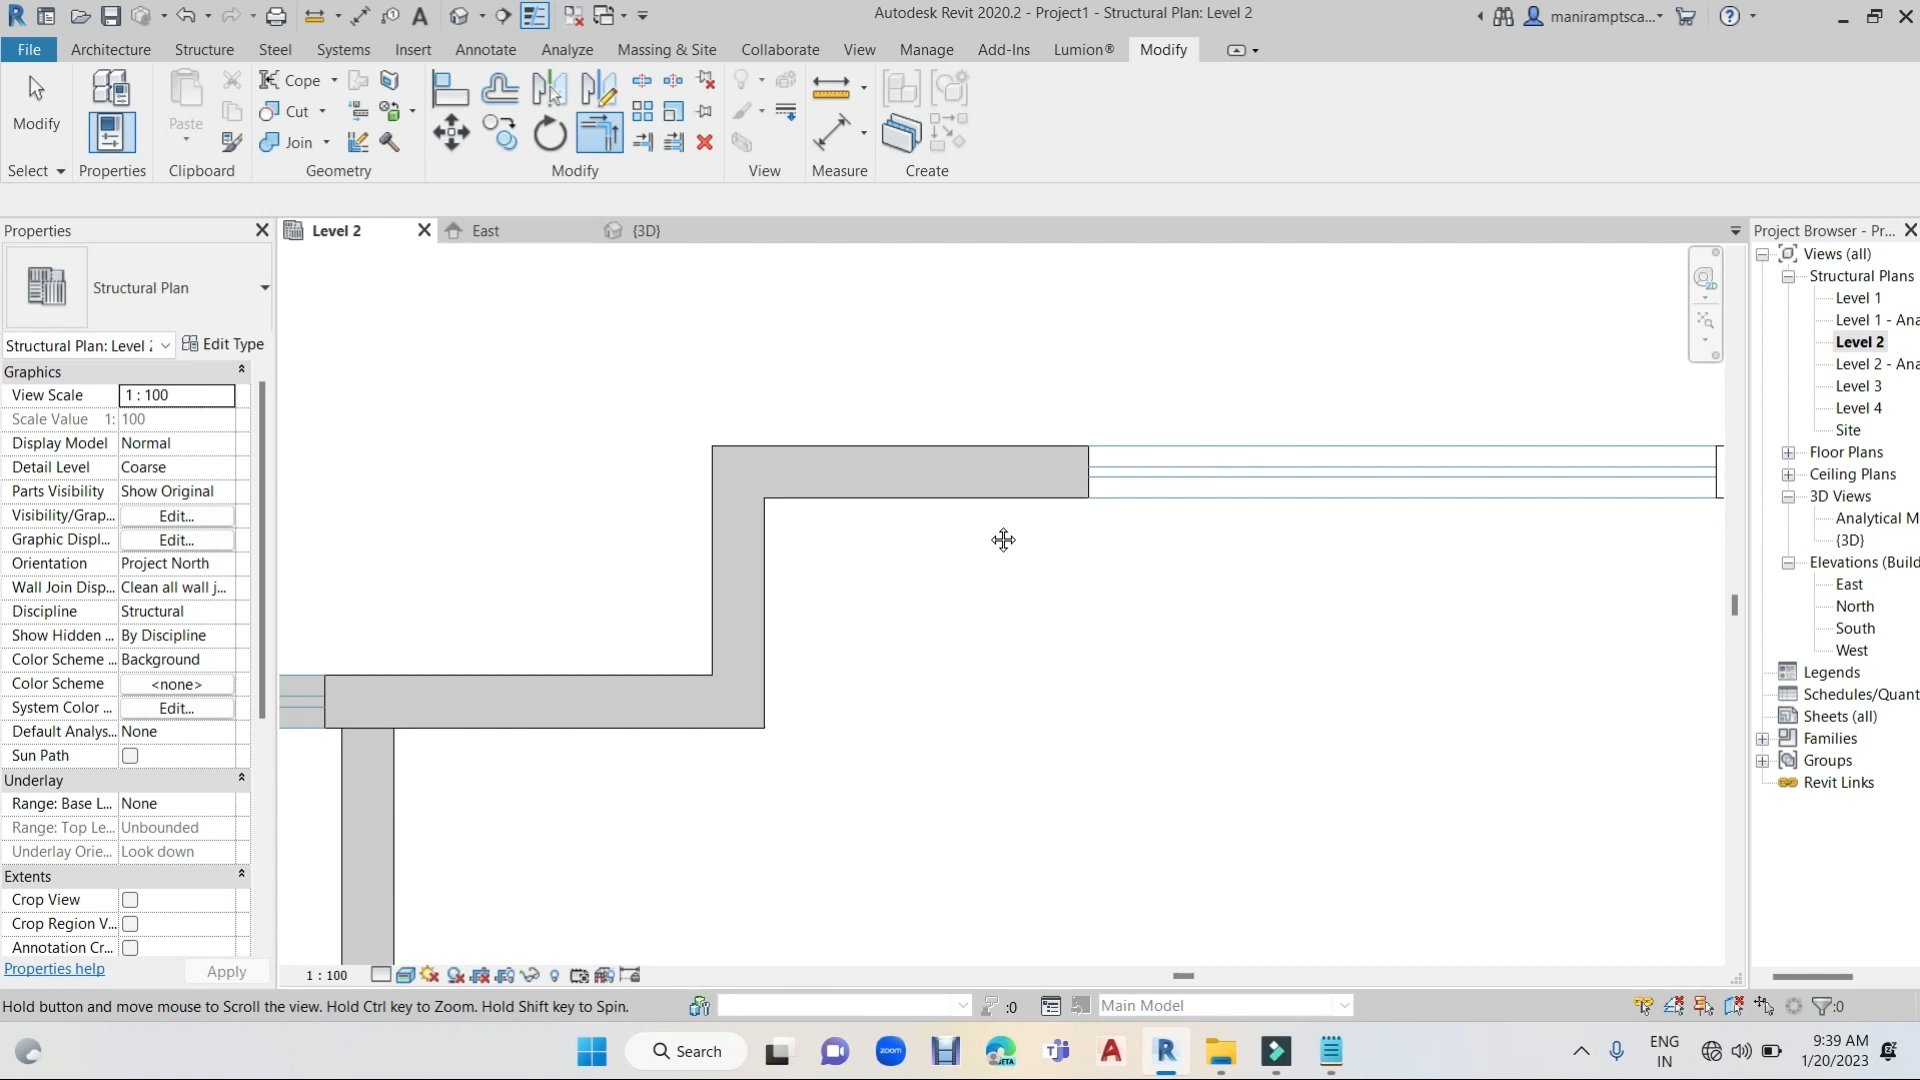 Autodesk Revit 2020.2 - Project1 - Structural Plan: Level 2
maniramptsca...
File Architecture Structure Steel Systems Insert Annotate Analyze Massing & Site Collaborate View Manage Add-Ins Lumion® Modify
Modify
Paste
Cope
Cut
Join
Select Properties Clipboard Geometry Modify View Measure Create
Properties
Level 2
East
{3D}
Project Browser - Pr...
Structural Plan
Structural Plan: Level
Edit Type
Graphics
View Scale 1 : 100
Scale Value 1: 100
Display Model Normal
Detail Level Coarse
Parts Visibility Show Original
Visibility/Grap... Edit...
Graphic Displ... Edit...
Orientation Project North
Wall Join Disp... Clean all wall j...
Discipline Structural
Show Hidden ... By Discipline
Color Scheme ... Background
Color Scheme <none>
System Color ... Edit...
Default Analys... None
Sun Path
Underlay
Range: Base L... None
Range: Top Le... Unbounded
Underlay Orie... Look down
Extents
Crop View
Crop Region V...
Annotation Cr...
Properties help
Apply
2D
Views (all)
Structural Plans
Level 1
Level 1 - Ana
Level 2
Level 2 - Ana
Level 3
Level 4
Site
Floor Plans
Ceiling Plans
3D Views
Analytical M
{3D}
Elevations (Build
East
North
South
West
Legends
Schedules/Quant
Sheets (all)
Families
Groups
Revit Links
1 : 100
Hold button and move mouse to Scroll the view. Hold Ctrl key to Zoom. Hold Shift key to Spin.
:0
Main Model
:0
Search
zoom
BETA
ENG
IN
9:39 AM
1/20/2023